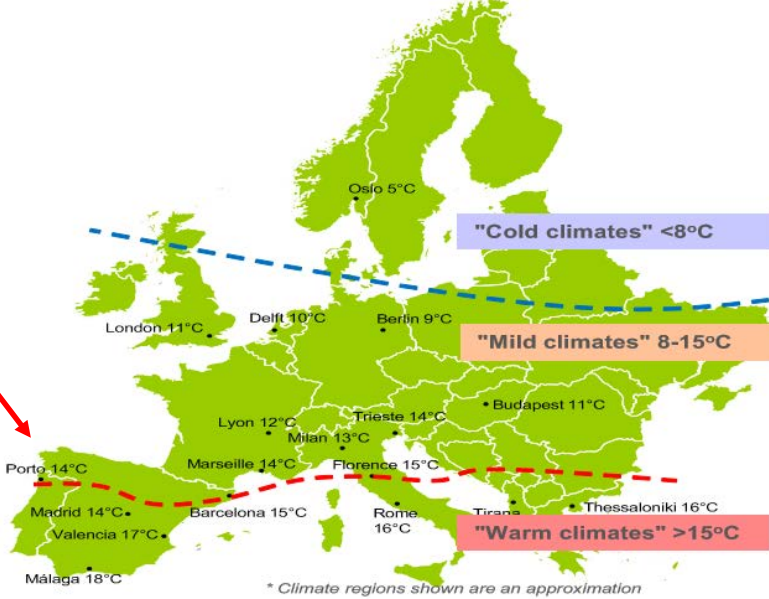 Oslo 5°C
"Cold climates" <8°C
London 11°C
Delft 10°C
Berlin 9°C
"Mild climates" 8-15°C
Budapest 11°C
Lyon 12°C
Trieste 14°C
Milan 13°C
Porto 14°C
Marseille 14°C
Florence 15°C
Madrid 14°C
Barcelona 15°C
Rome
16°C
Tirana
Thessaloniki 16°C
Valencia 17°C
"Warm climates" >15°C
Málaga 18°C
* Climate regions shown are an approximation